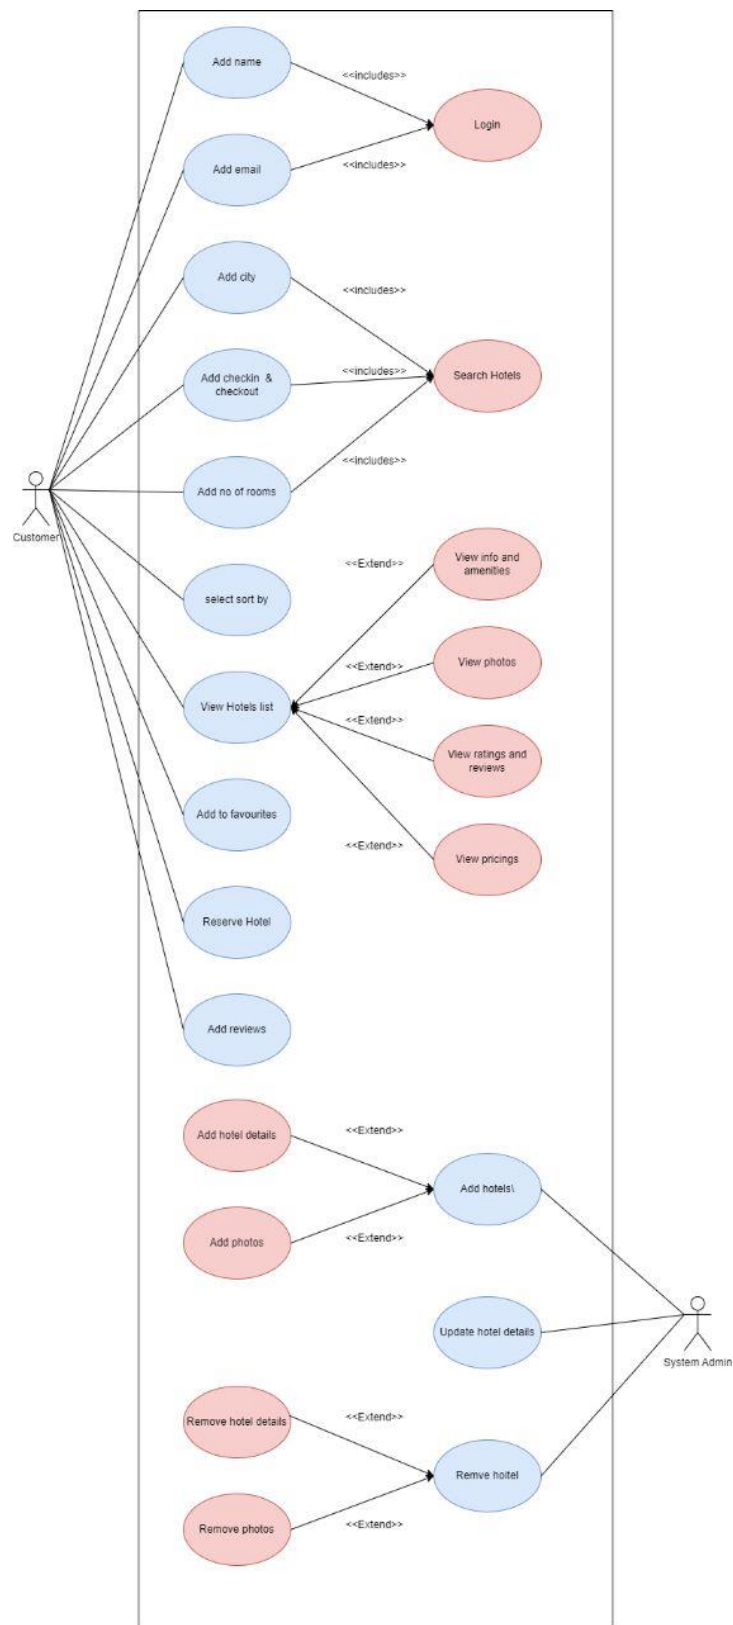 Add name
<<includes>>
Login
Add email
<<includes>>
Add city
<<includes>>
Add checkin &
checkout
<<includes>>
Search Hotels
Add no of rooms
<<includes>>
Customer
select sort by
<<Extend>>
View info and
amenities
View Hotels list
<<Extend>>
View photos
<<Extend>>
View ratings and
reviews
Add to favourites
<<Extend>>
View pricings
Reserve Hotel
Add reviews
Add hotel details
<<Extend>>
Add hotels\
Add photos
<<Extend>>
Update hotel details
System Admin
Remove hotel details
<<Extend>>
Remve hoitel
Remove photos
<<Extend>>